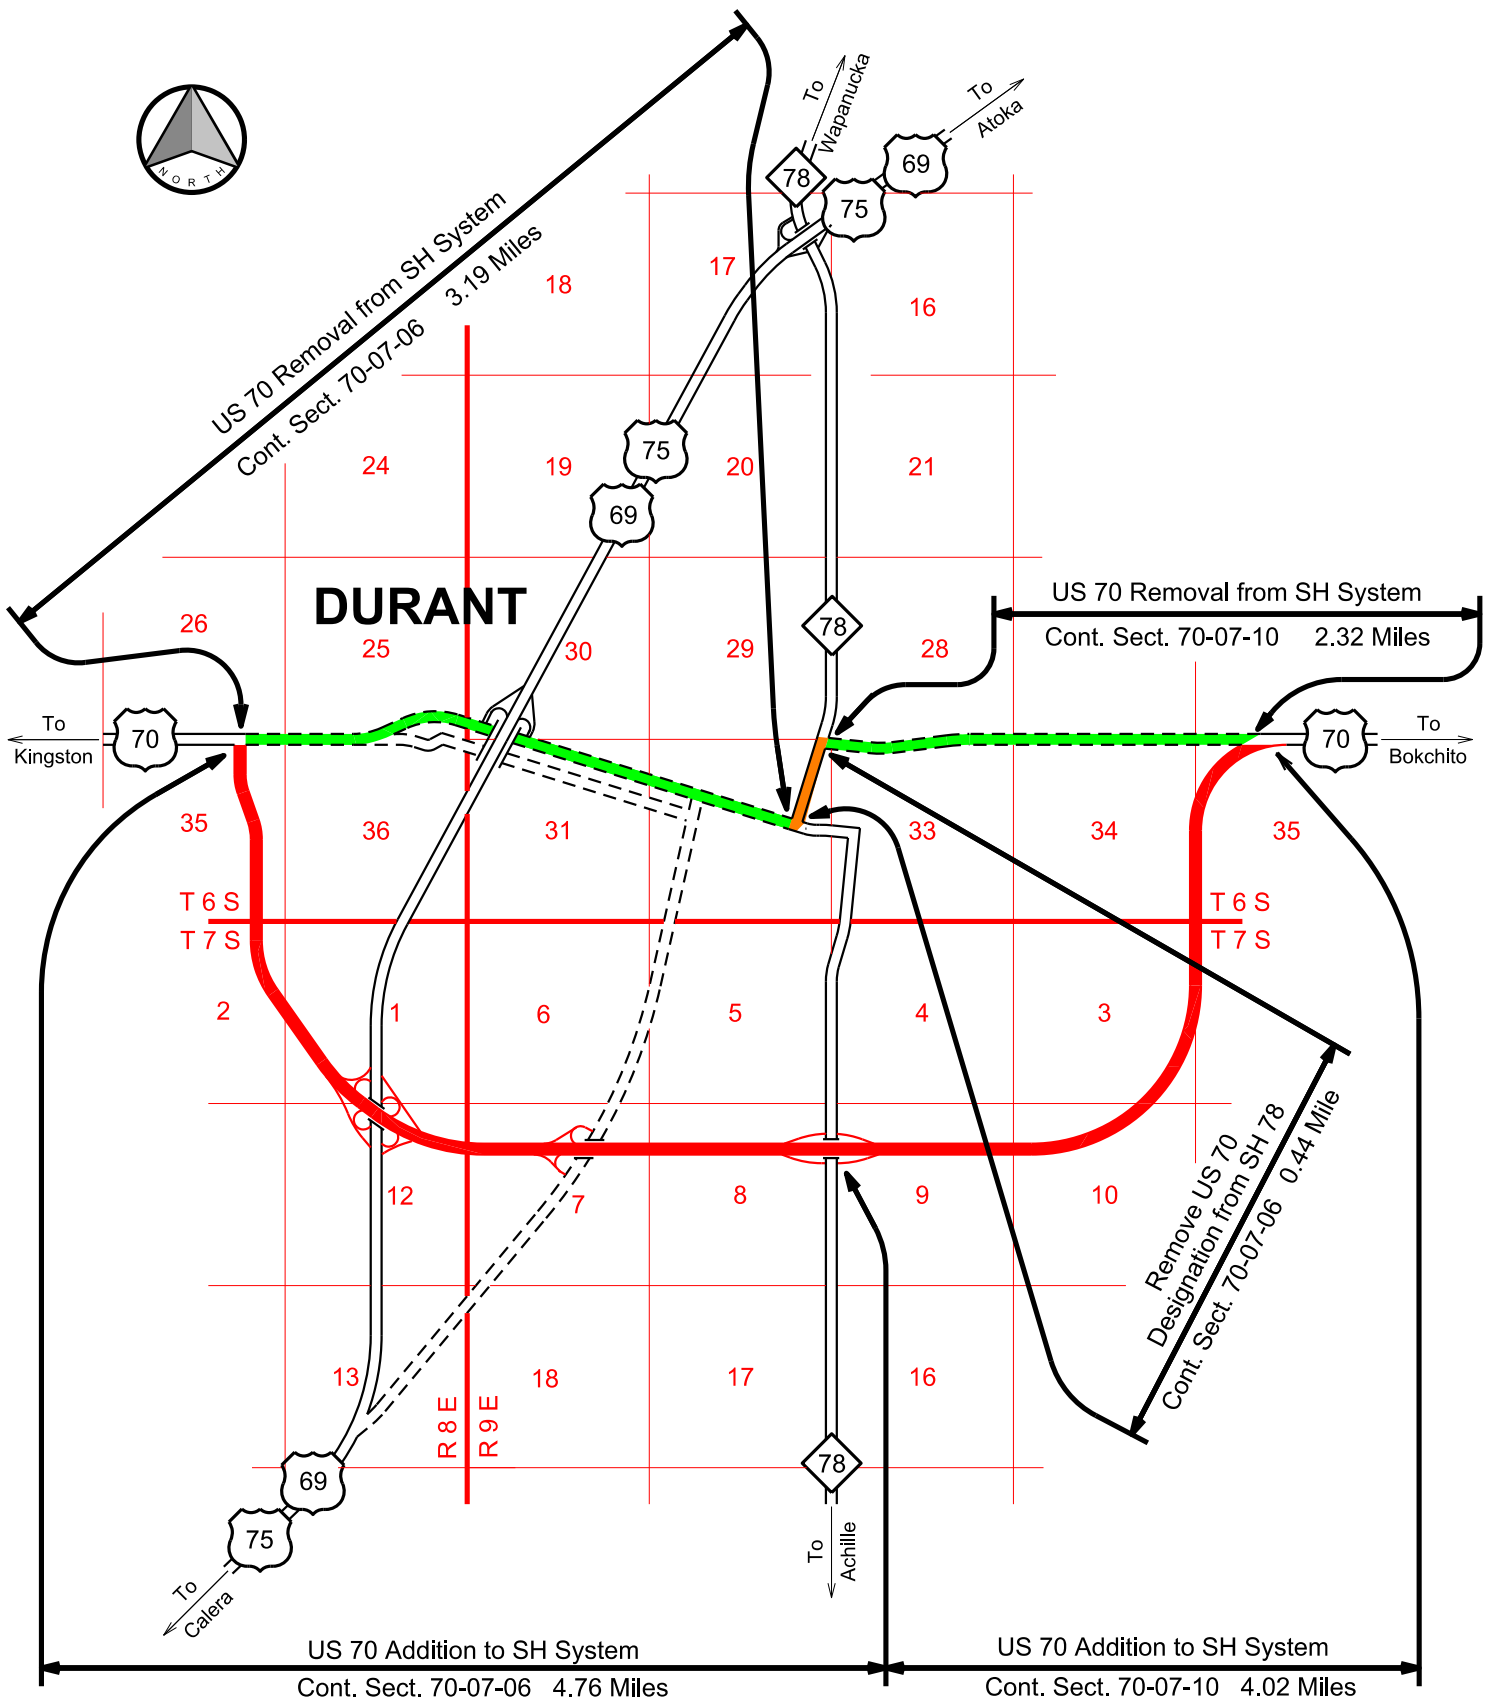 To
Wapanucka
To
Atoka
NORTH
78
69
75
US 70 Removal from SH System
3.19 Miles
Cont. Sect. 70-07-06
18
17
16
24
19
75
20
21
69
DURANT
26
25
30
29
78
28
US 70 Removal from SH System
Cont. Sect. 70-07-10 2.32 Miles
To
Kingston
70
70
To
Bokchito
35
36
31
33
34
35
T 6 S
T 7 S
T 6 S
T 7 S
2
1
6
5
4
3
12
7
8
9
10
Remove US 70
Designation from SH 78
Cont. Sect. 70-07-06 0.44 Mile
13
18
17
16
R 8 E
R 9 E
69
78
75
To
Calera
To
Achille
US 70 Addition to SH System
Cont. Sect. 70-07-06 4.76 Miles
US 70 Addition to SH System
Cont. Sect. 70-07-10 4.02 Miles